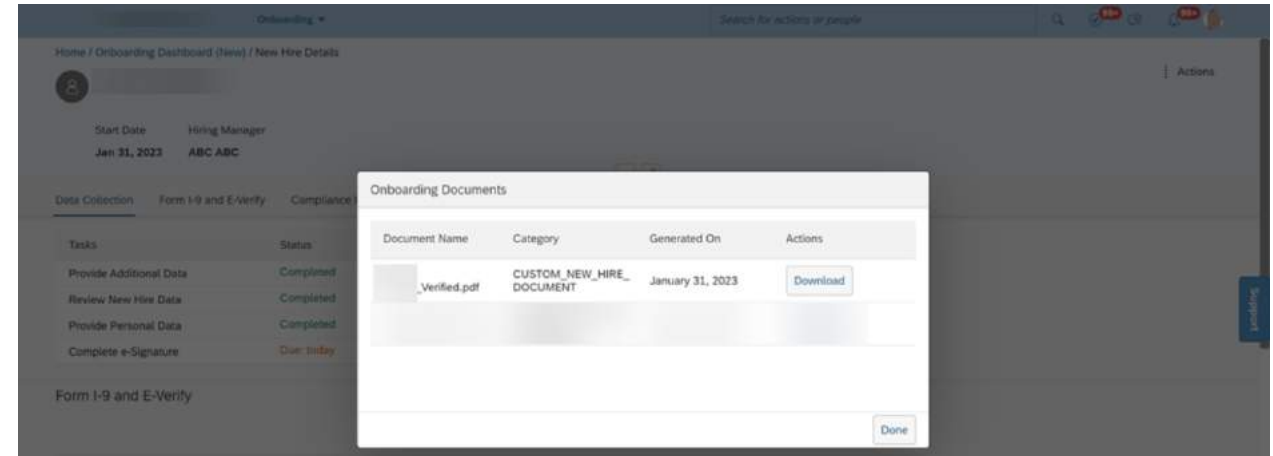 Onboarding
Search for actions or people
99+
99+
Home / Onboarding Dashboard (New) / New Hire Details
Actions
Start Date Hiring Manager
Jan 31, 2023 ABC ABC
Data Collection Form I-9 and E-Verify Compliance
Tasks Status
Provide Additional Data Completed
Review New Hire Data Completed
Provide Personal Data Completed
Complete e-Signature Due: today
Form I-9 and E-Verify
Onboarding Documents
Document Name Category Generated On Actions
_Verified.pdf CUSTOM_NEW_HIRE_
DOCUMENT January 31, 2023 Download
Done
Support